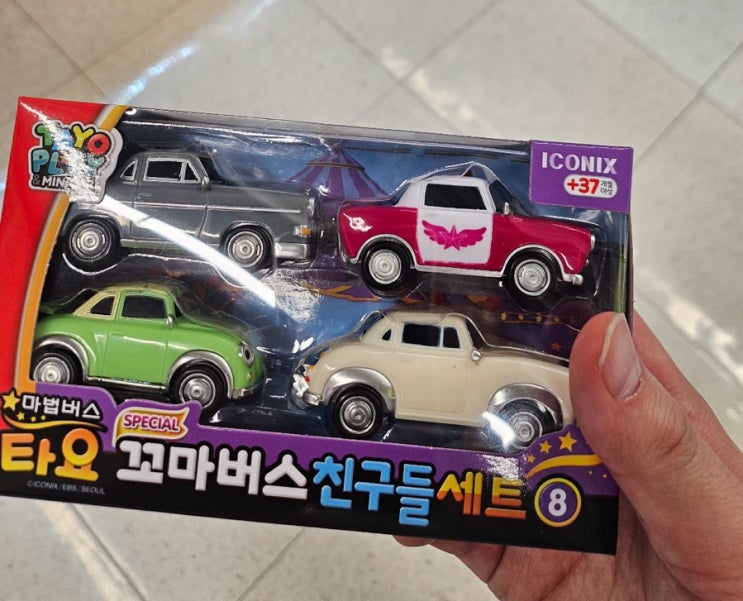 TAYO
PLAY
& MINI
ICONIX
+37 개월
이상
마법버스
타요
SPECIAL
꼬마버스 친구들 세트 8
©ICONIX/EBS/SEOUL